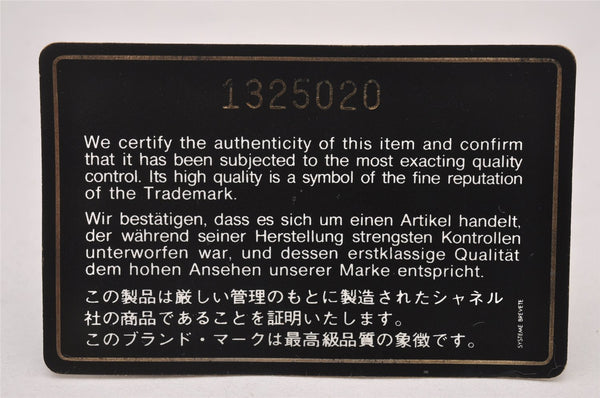 1325020
We certify the authenticity of this item and confirm
that it has been subjected to the most exacting quality
control. Its high quality is a symbol of the fine reputation
of the Trademark.
Wir bestätigen, dass es sich um einen Artikel handelt,
der während seiner Herstellung strengsten Kontrollen
unterworfen war, und dessen erstklassige Qualität
dem hohen Ansehen unserer Marke entspricht.
この製品は厳しい管理のもとに製造されたシャネル
社の商品であることを証明いたします。
このブランド・マークは最高級品質の象徴です。
SYSTEME BREVETE